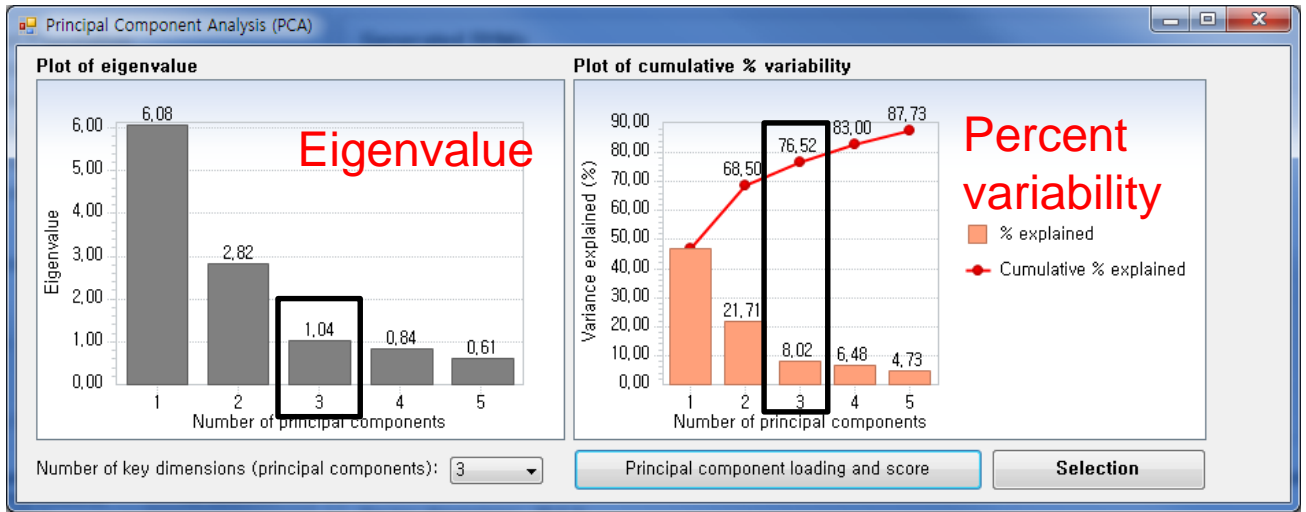 Principal Component Analysis (PCA)
Plot of eigenvalue
Eigenvalue
6,08
6,00
5,00
4,00
3,00
2,00
1,00
0,00
Eigenvalue
2,82
1,04
0,84
0,61
1 2 3 4 5
Number of principal components
Plot of cumulative % variability
Percent
variability
90,00
80,00
70,00
60,00
50,00
40,00
30,00
20,00
10,00
0,00
Variance explained (%)
68,50
76,52
83,00
87,73
21,71
8,02
6,48
4,73
1 2 3 4 5
Number of principal components
% explained
Cumulative % explained
Number of key dimensions (principal components): 3
Principal component loading and score
Selection